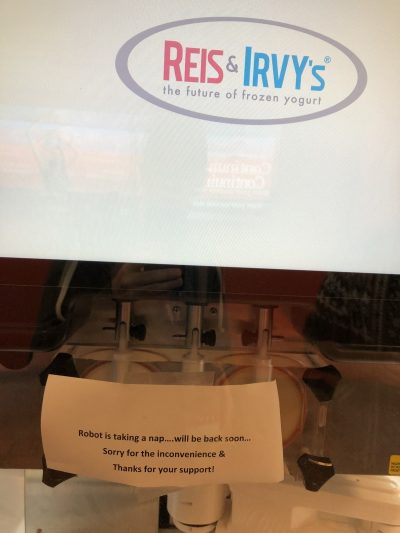 REIS & IRVY's®
the future of frozen yogurt
Robot is taking a nap....will be back soon...
Sorry for the inconvenience &
Thanks for your support!